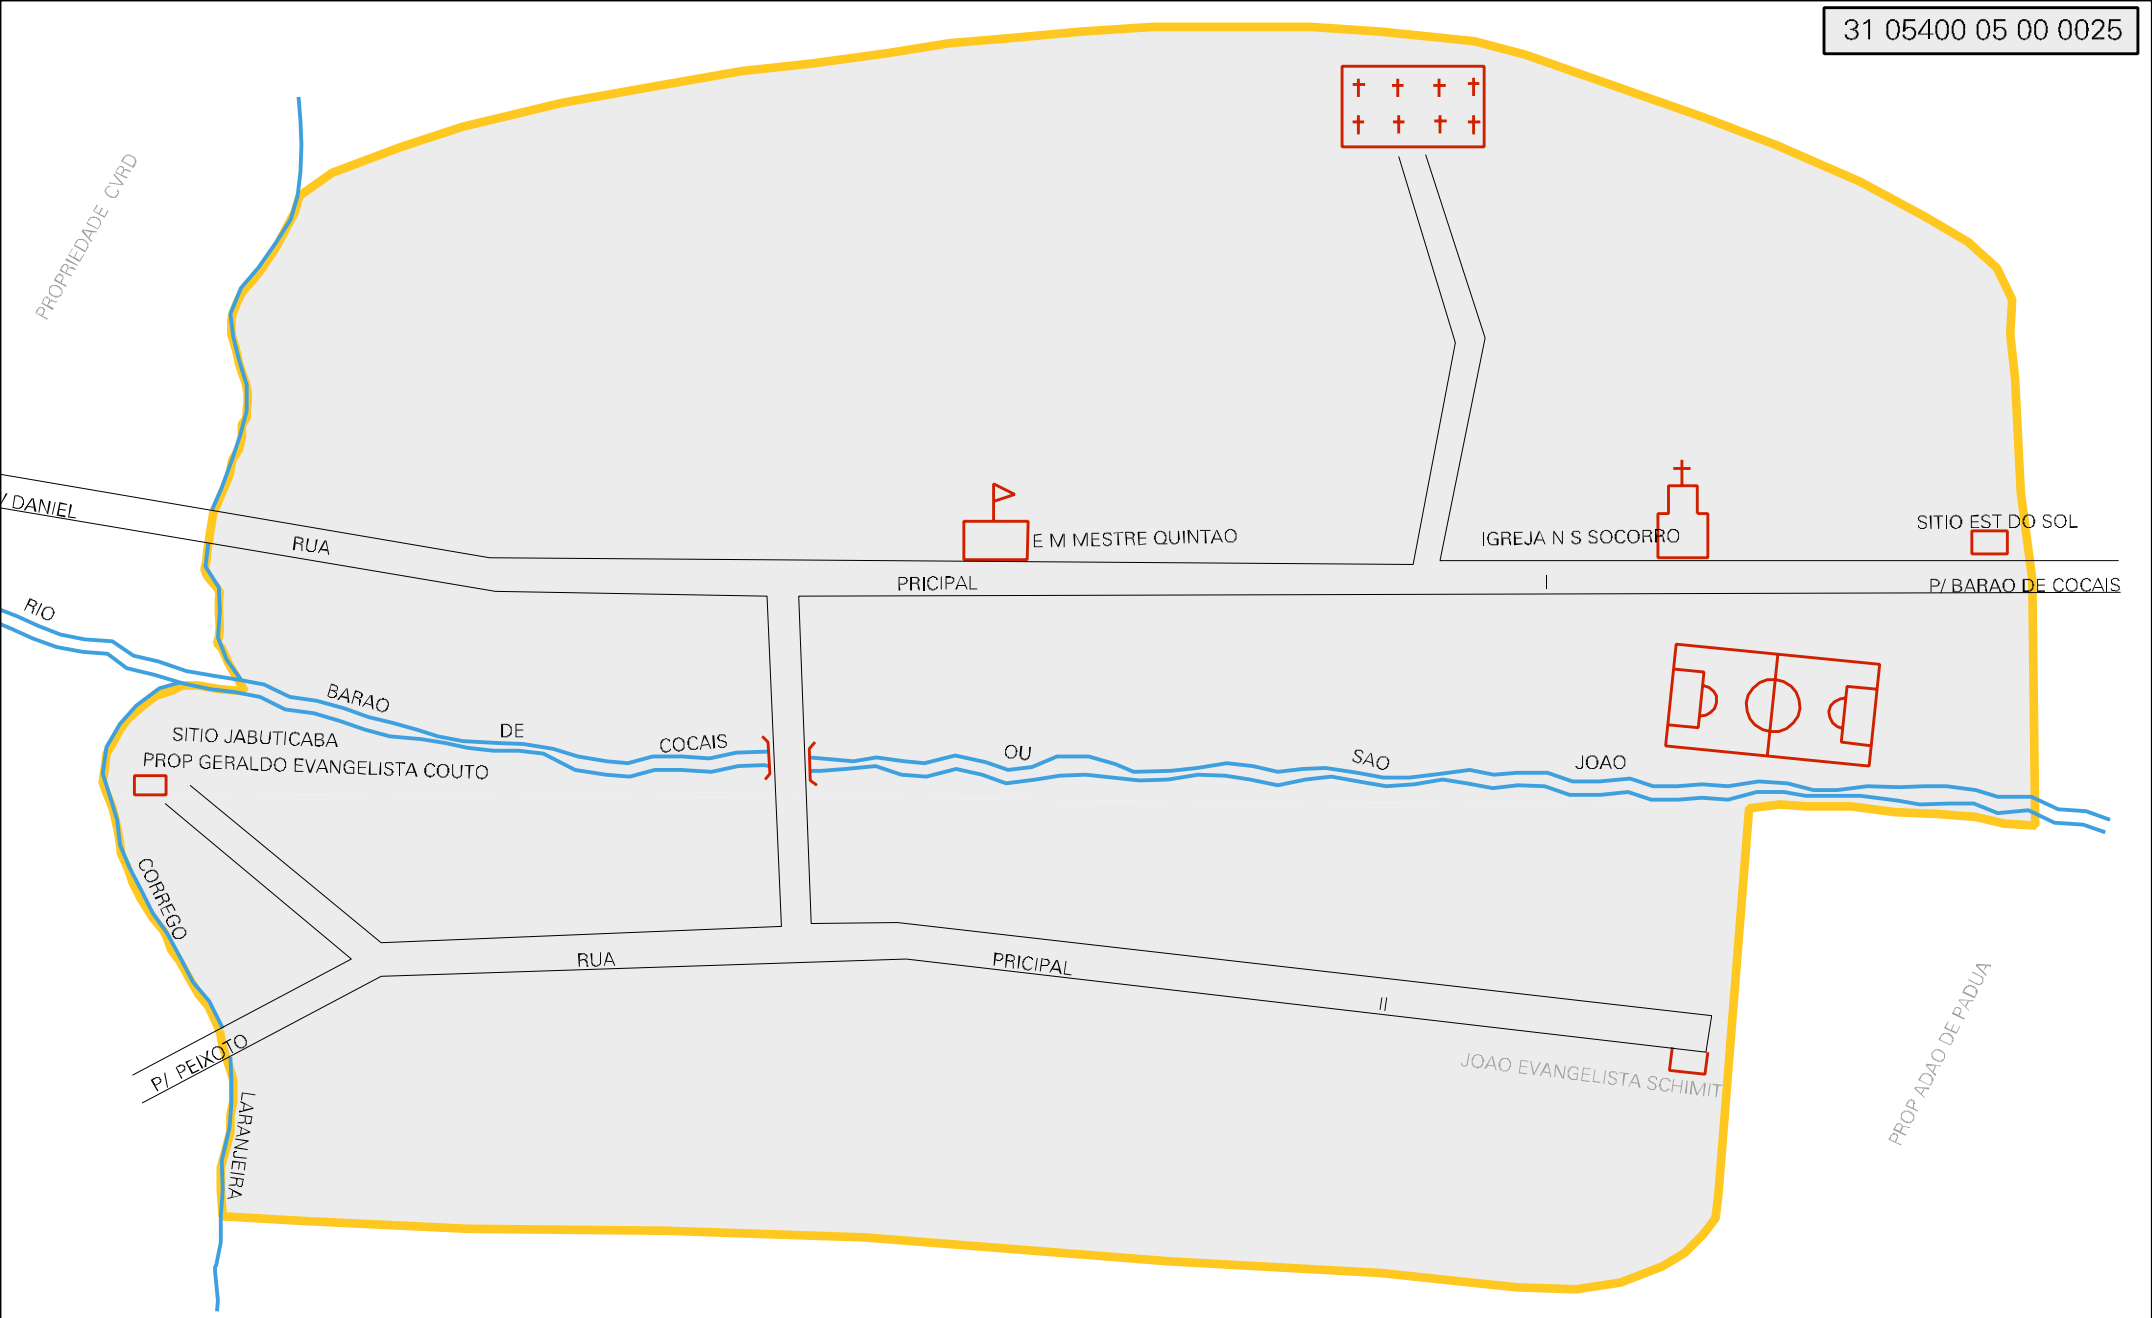 31 05400 05 00 0025
PROPRIEDADE CVRD
/ DANIEL
RUA
PRICIPAL
I
E M MESTRE QUINTAO
IGREJA N S SOCORRO
SITIO EST DO SOL
P/ BARAO DE COCAIS
RIO
BARAO
DE
COCAIS
OU
SAO
JOAO
SITIO JABUTICABA
PROP GERALDO EVANGELISTA COUTO
CORREGO
LARANJEIRA
P/ PEIXOTO
RUA
PRICIPAL
II
JOAO EVANGELISTA SCHIMIT
PROP ADAO DE PADUA